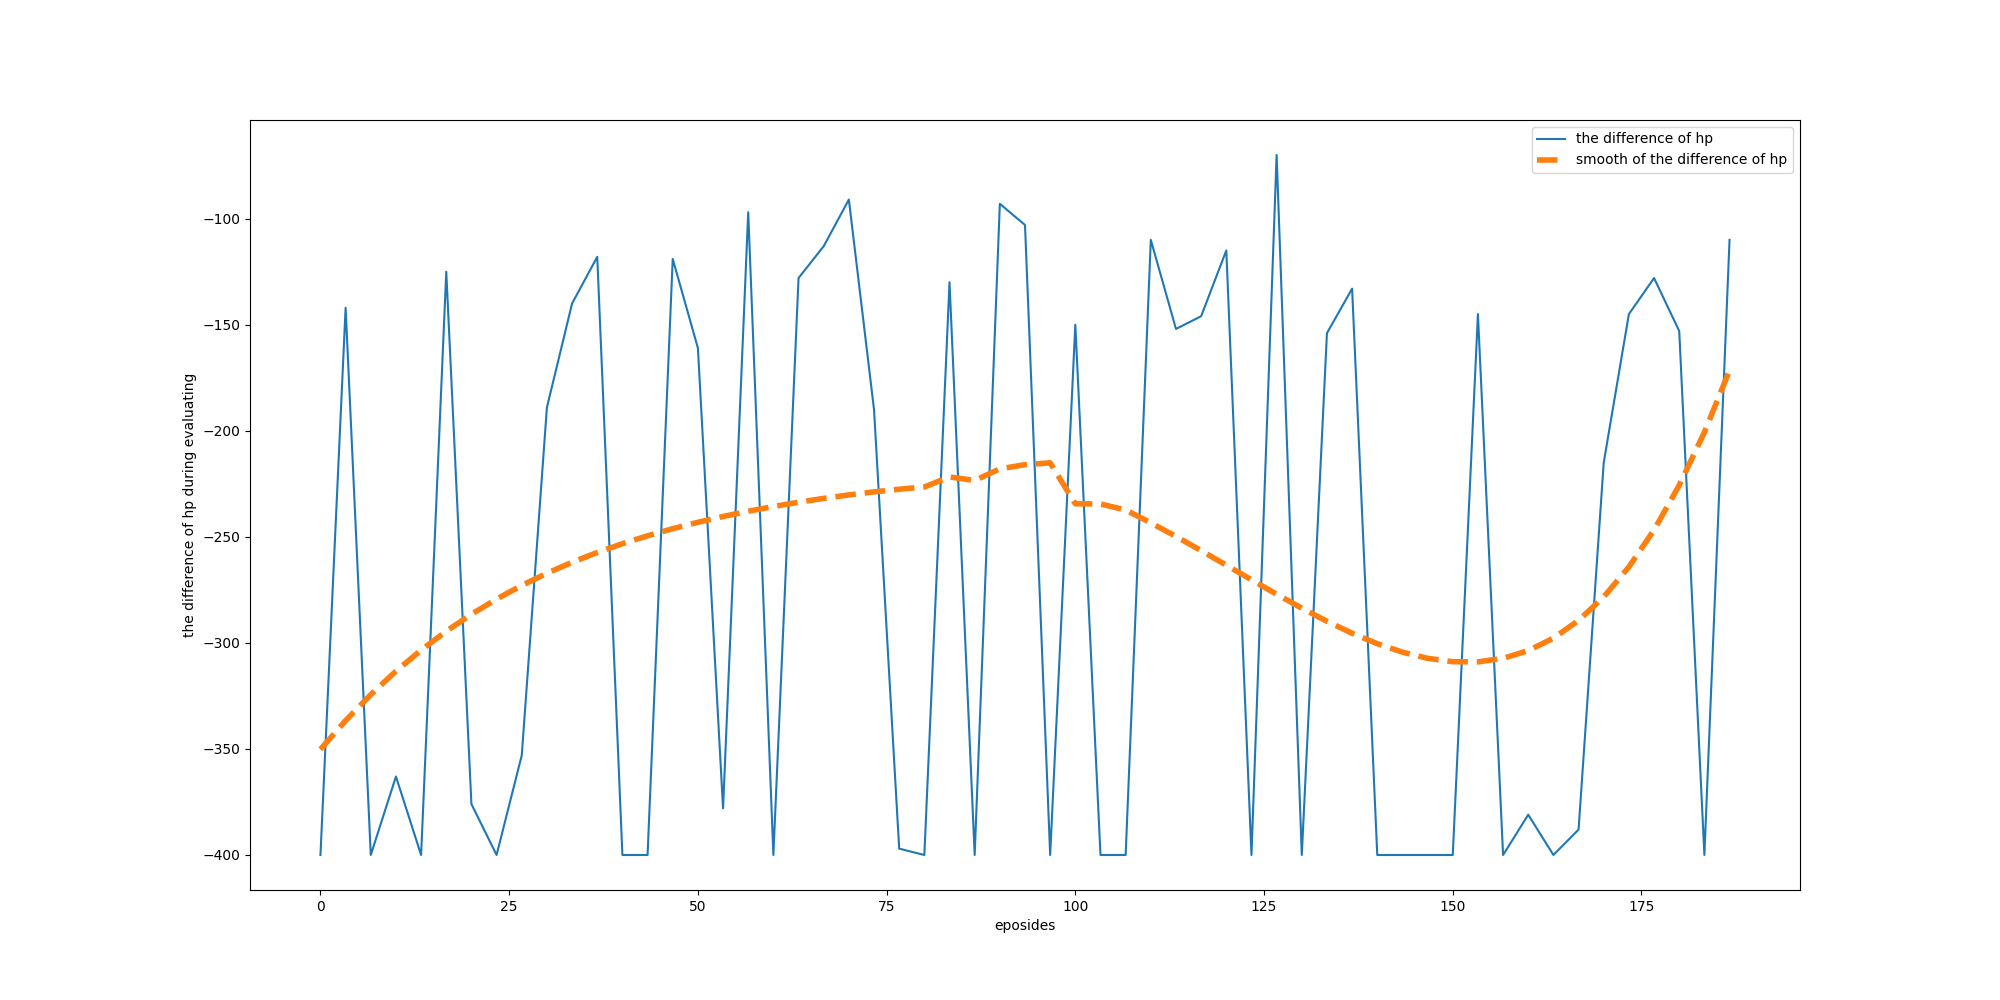 the difference of hp
smooth of the difference of hp
the difference of hp during evaluating
−100
−150
−200
−250
−300
−350
−400
0 25 50 75 100 125 150 175
eposides